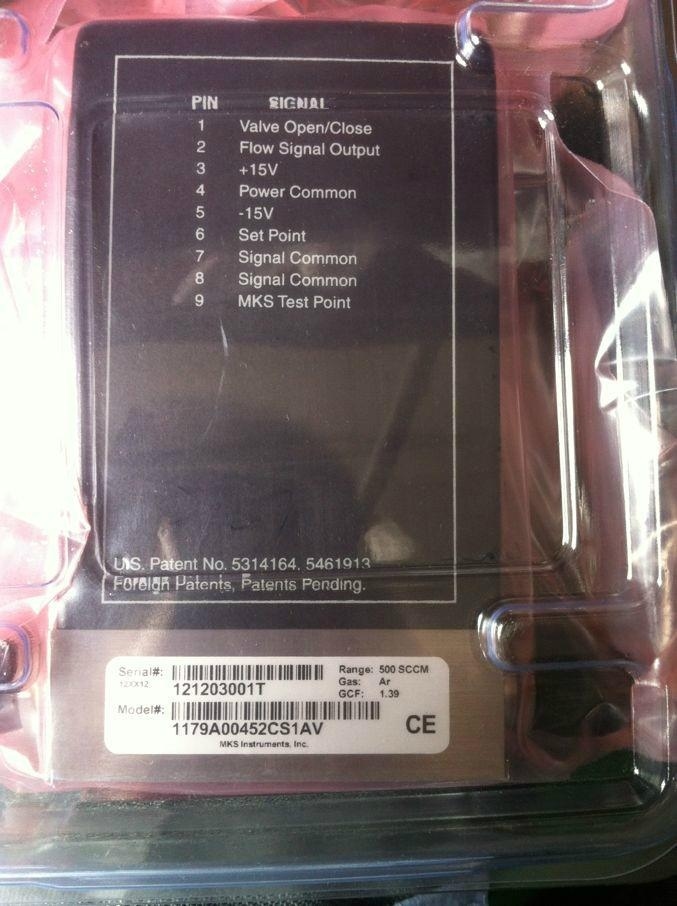 PIN SIGNAL
1 Valve Open/Close
2 Flow Signal Output
3 +15V
4 Power Common
5 -15V
6 Set Point
7 Signal Common
8 Signal Common
9 MKS Test Point
U.S. Patent No. 5314164. 5461913
Foreign Patents, Patents Pending.
Serial#: Range: 500 SCCM
12XX12 121203001T Gas: Ar
GCF: 1.39
Model#:
1179A00452CS1AV CE
MKS Instruments, Inc.